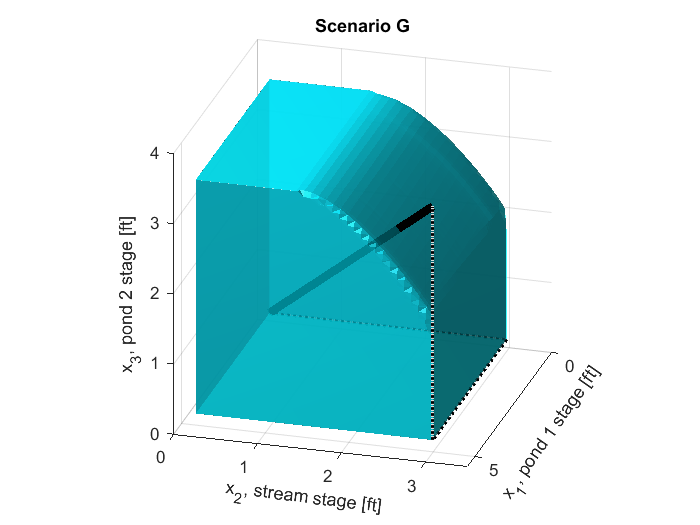 Scenario G
4
3
2
1
0
x3, pond 2 stage [ft]
0
1
2
3
x2, stream stage [ft]
0
5
x1, pond 1 stage [ft]